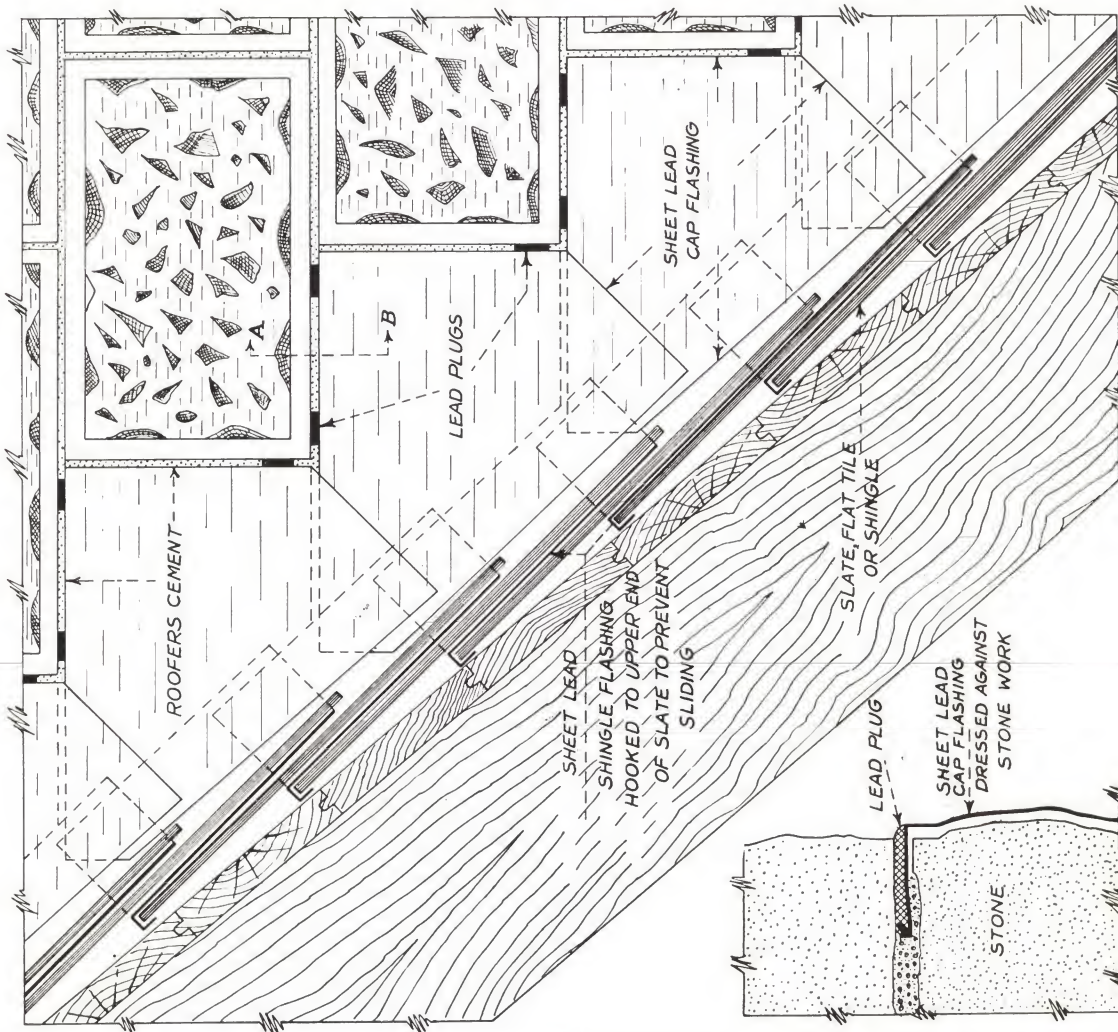 ROOFERS CEMENT
A
B
LEAD PLUGS
SHEET LEAD
CAP FLASHING
SHEET LEAD
SHINGLE FLASHING
HOOKED TO UPPER END
OF SLATE TO PREVENT
SLIDING
SLATE, FLAT TILE
OR SHINGLE
LEAD PLUG
SHEET LEAD
CAP FLASHING
DRESSED AGAINST
STONE WORK
STONE